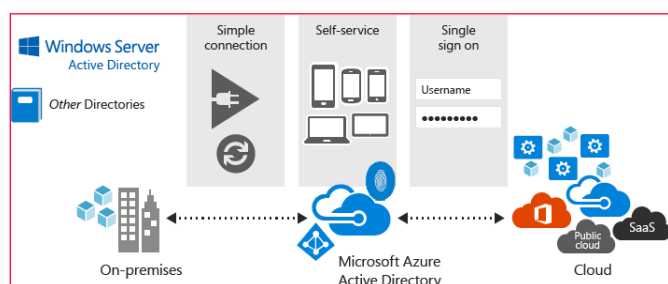 Windows Server
Active Directory
Other Directories
Simple
connection
Self-service
Single
sign on
Username
•••••••••
On-premises
Microsoft Azure
Active Directory
Public
cloud
SaaS
Cloud